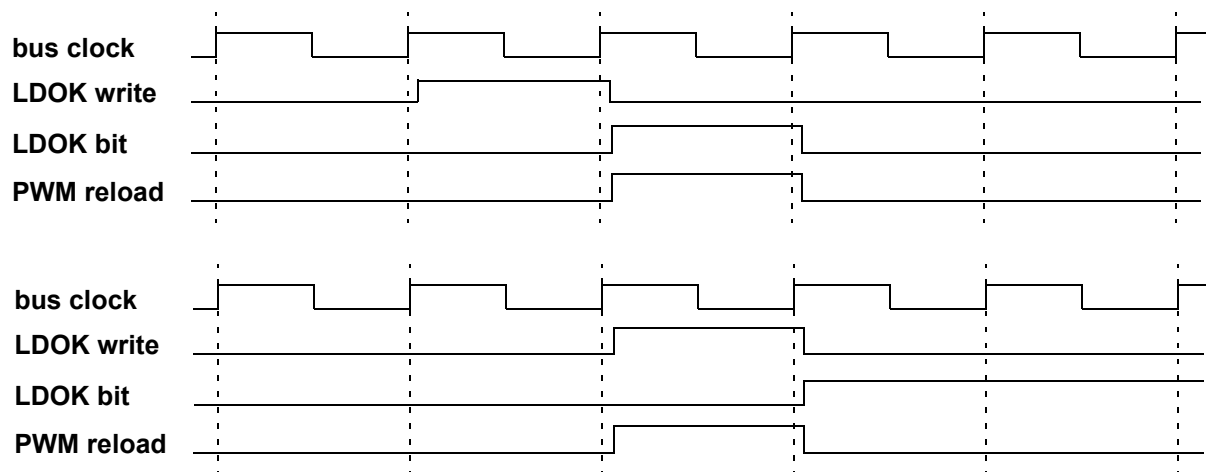 bus clock
LDOK write
LDOK bit
PWM reload
bus clock
LDOK write
LDOK bit
PWM reload